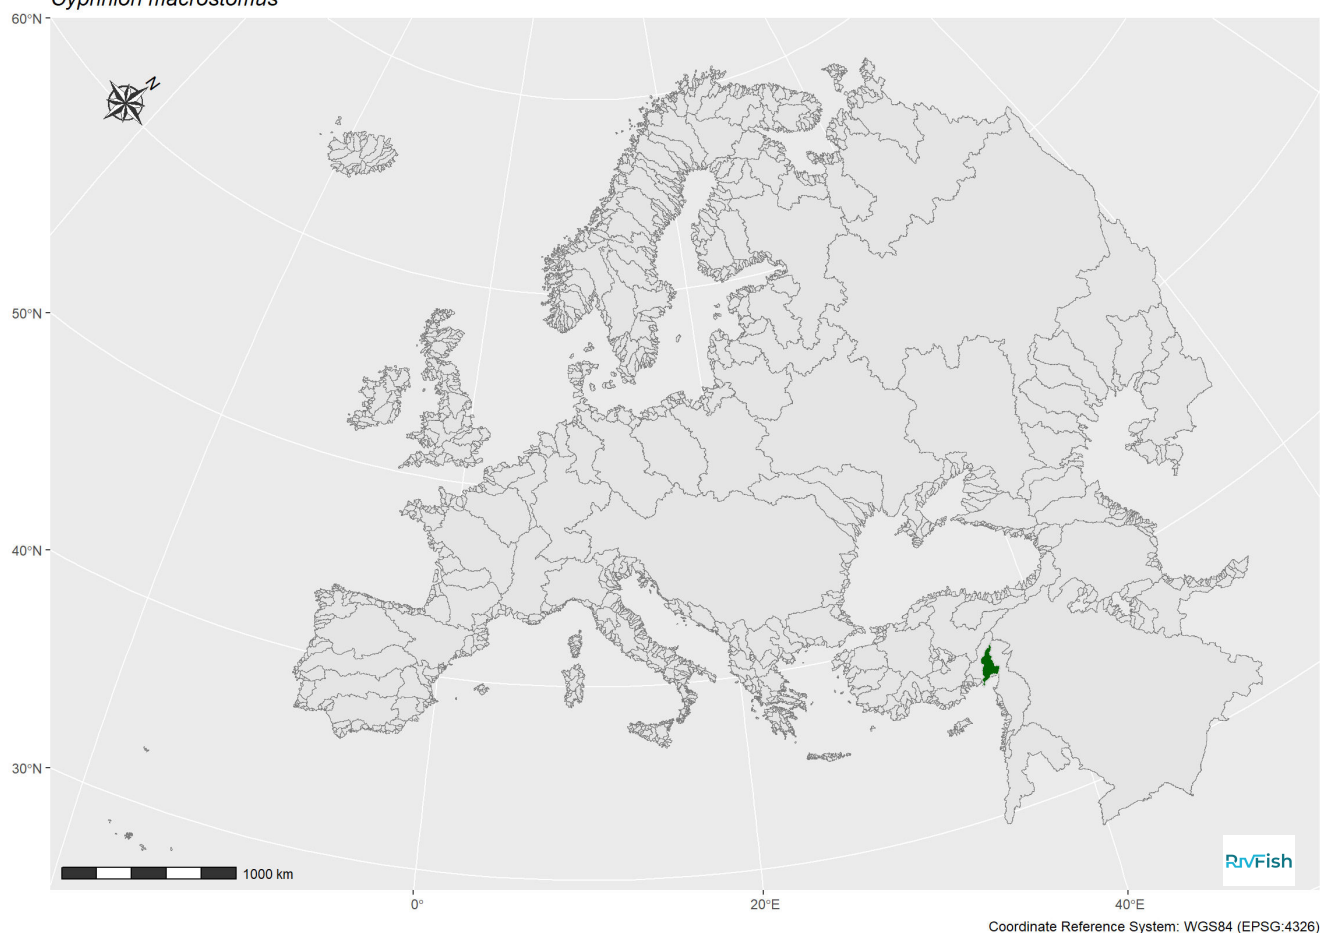 Cyprinion macrostomus
60°N
N
50°N
40°N
30°N
1000 km
RIVFish
0°
20°E
40°E
Coordinate Reference System: WGS84 (EPSG:4326)